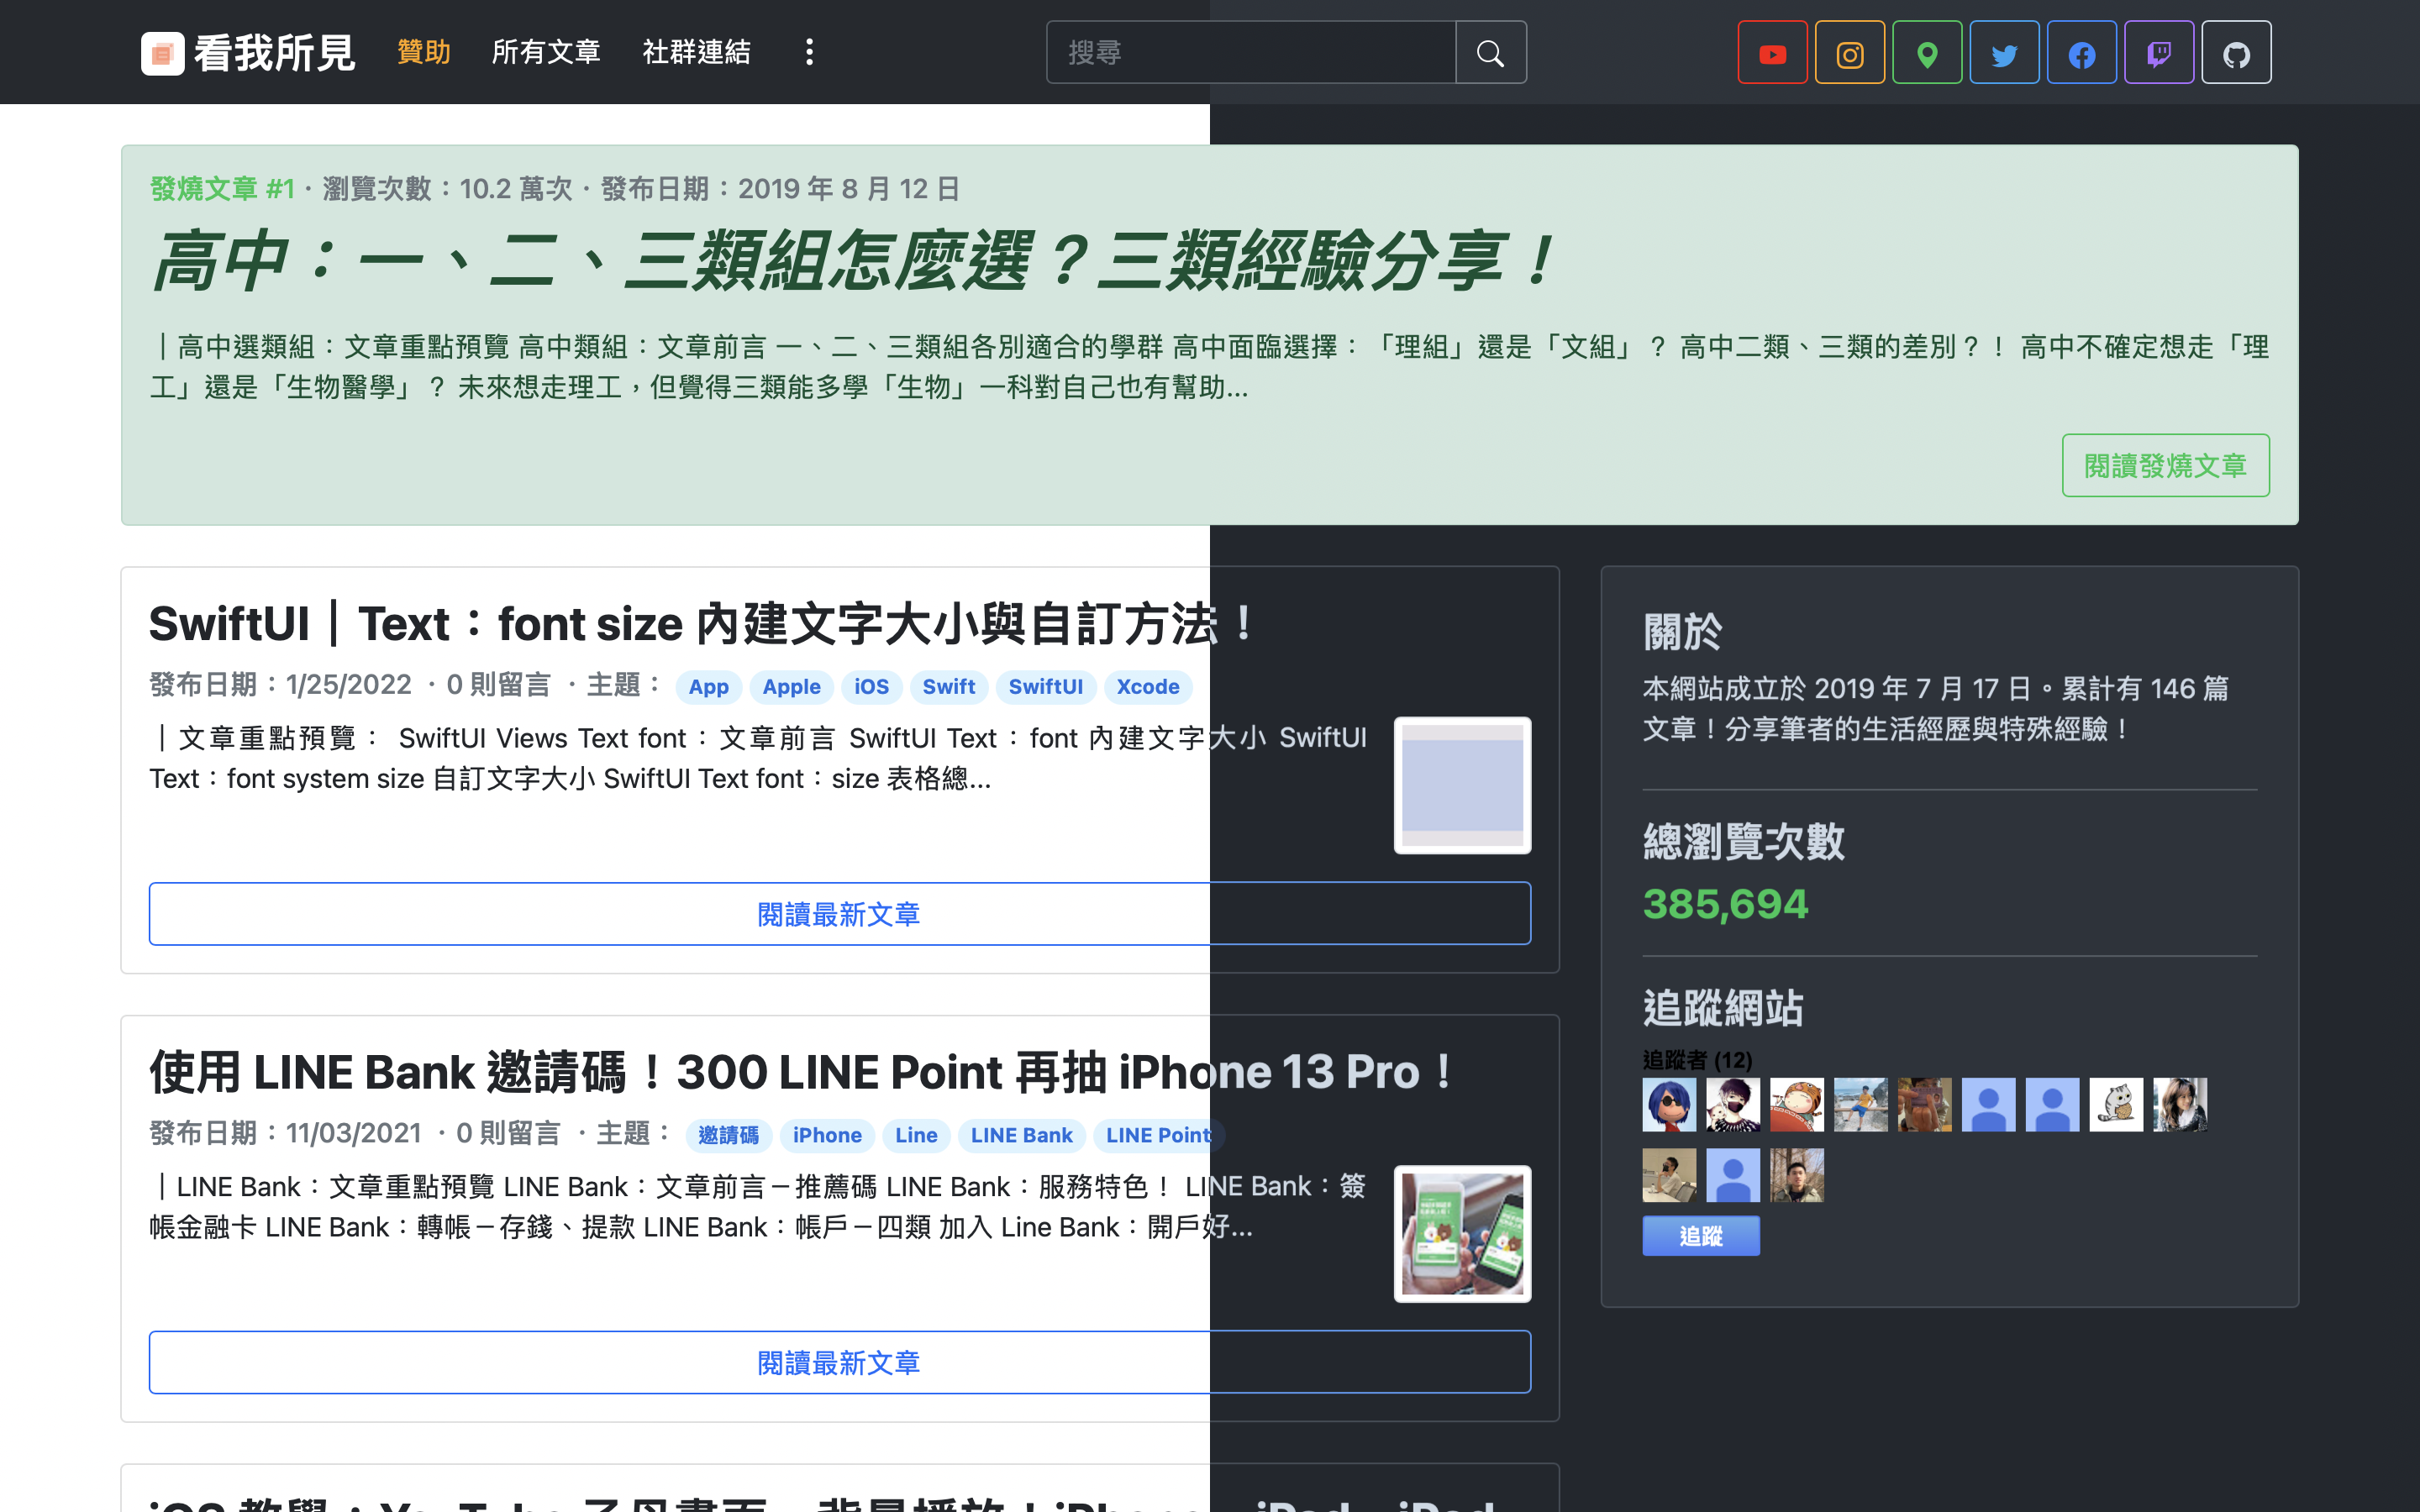 看我所見 贊助 所有文章 社群連結
搜尋
發燒文章 #1 · 瀏覽次數：10.2 萬次 · 發布日期：2019 年 8 月 12 日
高中：一、二、三類組怎麼選？三類經驗分享！
｜高中選類組：文章重點預覽 高中類組：文章前言 一、二、三類組各別適合的學群 高中面臨選擇：「理組」還是「文組」？ 高中二類、三類的差別？！ 高中不確定想走「理
工」還是「生物醫學」？ 未來想走理工，但覺得三類能多學「生物」一科對自己也有幫助...
閱讀發燒文章
SwiftUI｜Text：font size 內建文字大小與自訂方法！
發布日期：1/25/2022 · 0 則留言 · 主題： App Apple iOS Swift SwiftUI Xcode
｜文章重點預覽： SwiftUI Views Text font：文章前言 SwiftUI Text：font 內建文字大小 SwiftUI
Text：font system size 自訂文字大小 SwiftUI Text font：size 表格總...
閱讀最新文章
使用 LINE Bank 邀請碼！300 LINE Point 再抽 iPhone 13 Pro！
發布日期：11/03/2021 · 0 則留言 · 主題： 邀請碼 iPhone Line LINE Bank LINE Point
｜LINE Bank：文章重點預覽 LINE Bank：文章前言－推薦碼 LINE Bank：服務特色！ LINE Bank：簽
帳金融卡 LINE Bank：轉帳－存錢、提款 LINE Bank：帳戶－四類 加入 Line Bank：開戶好...
閱讀最新文章
iOS 教學：YouTube 子母畫面、背景播放！iPhone、iPad、iPod
關於
本網站成立於 2019 年 7 月 17 日。累計有 146 篇
文章！分享筆者的生活經歷與特殊經驗！
總瀏覽次數
385,694
追蹤網站
追蹤者 (12)
追蹤